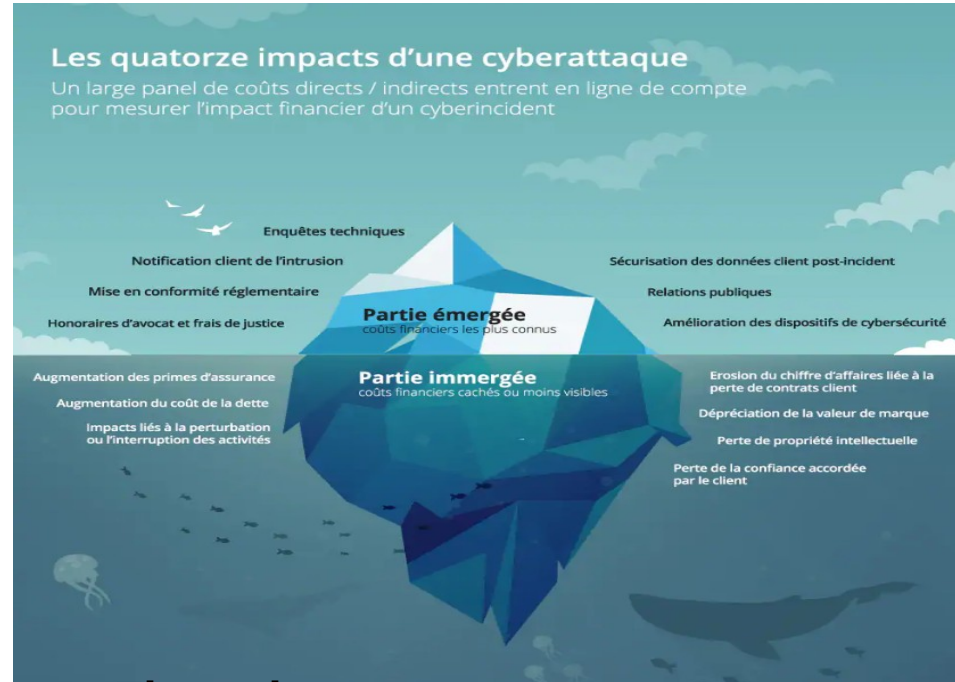 Les quatorze impacts d'une cyberattaque
Un large panel de coûts directs / indirects entrent en ligne de compte
pour mesurer l'impact financier d'un cyberincident
Enquêtes techniques
Notification client de l'intrusion
Mise en conformité réglementaire
Honoraires d'avocat et frais de justice
Sécurisation des données client post-incident
Relations publiques
Amélioration des dispositifs de cybersécurité
Partie émergée
coûts financiers les plus connus
Partie immergée
coûts financiers cachés ou moins visibles
Augmentation des primes d'assurance
Augmentation du coût de la dette
Impacts liés à la perturbation
ou l'interruption des activités
Erosion du chiffre d'affaires liée à la
perte de contrats client
Dépréciation de la valeur de marque
Perte de propriété intellectuelle
Perte de la confiance accordée
par le client